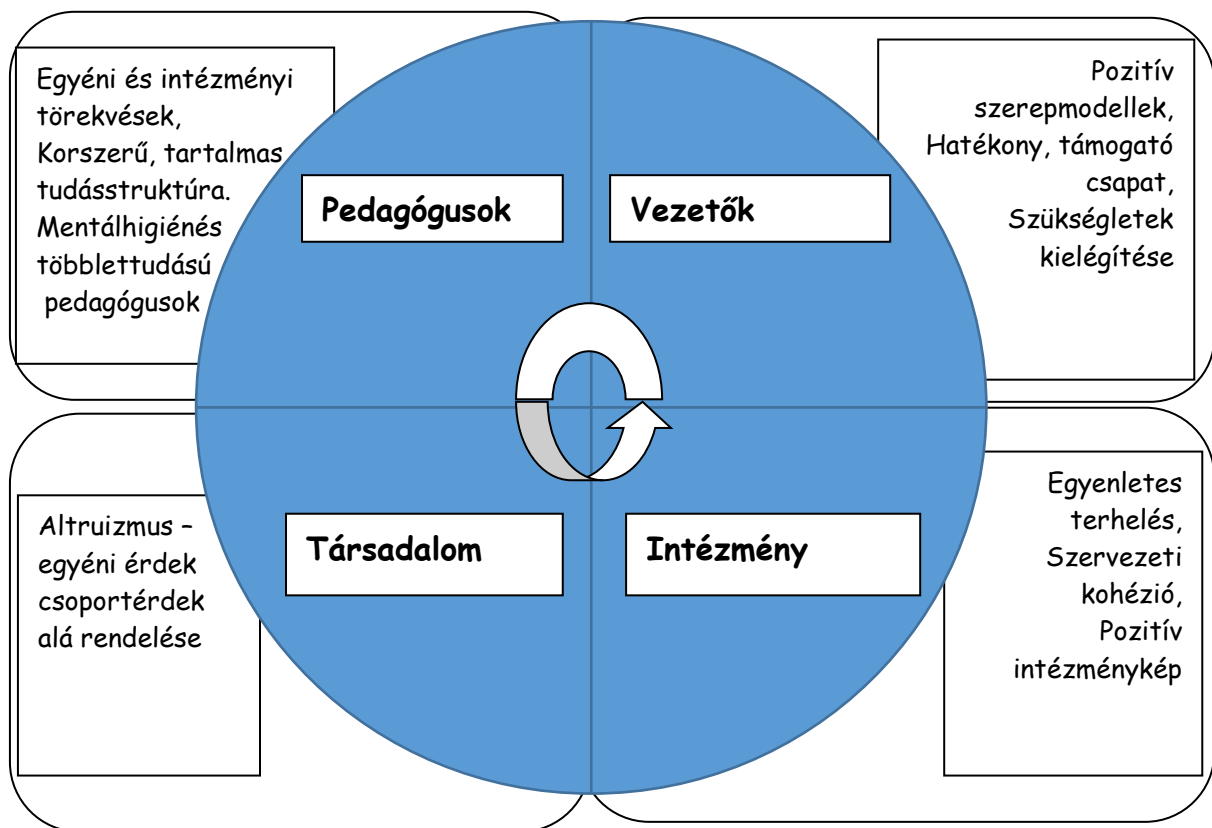 Egyéni és intézményi
törekvések,
Korszerű, tartalmas
tudásstruktúra.
Mentálhigiénés
többlettudású
pedagógusok
Pedagógusok
Vezetők
Pozitív
szerepmodellek,
Hatékony, támogató
csapat,
Szükségletek
kielégítése
Altruizmus –
egyéni érdek
csoportérdek
alá rendelése
Társadalom
Intézmény
Egyenletes
terhelés,
Szervezeti
kohézió,
Pozitív
intézménykép